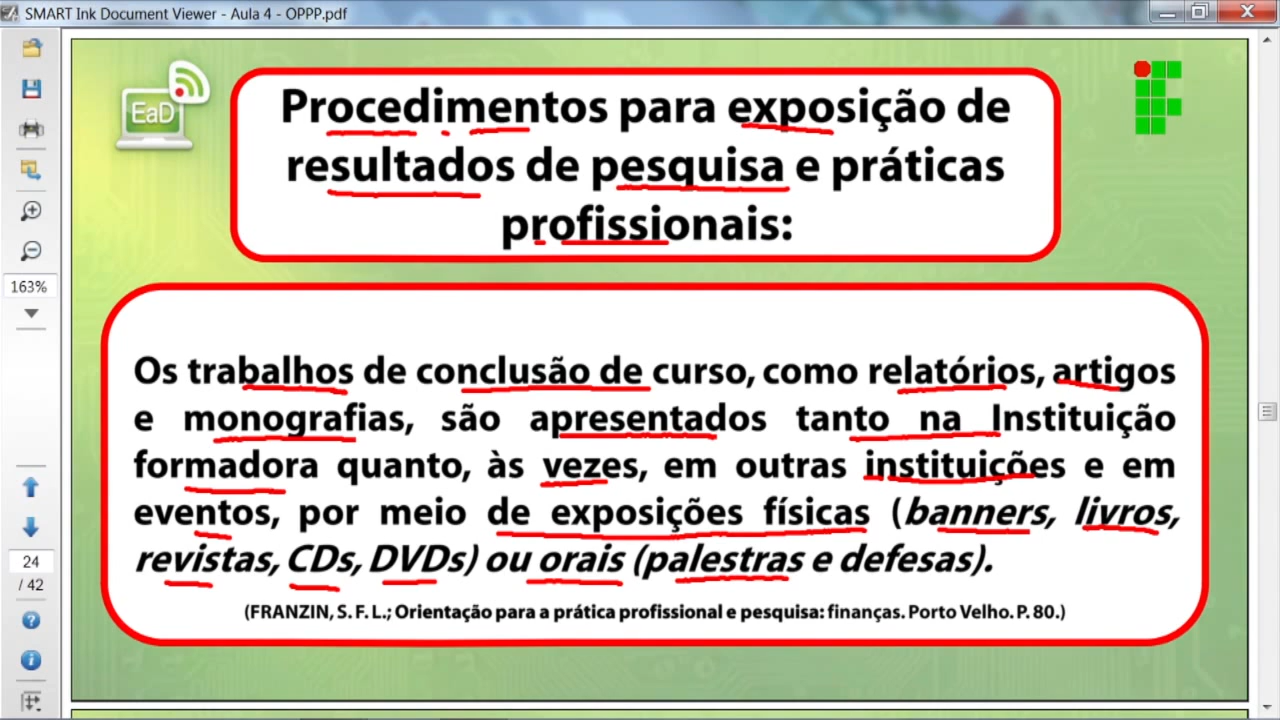 SMART Ink Document Viewer - Aula 4 - OPPP.pdf
EaD
Procedimentos para exposição de
resultados de pesquisa e práticas
profissionais:
163%
Os trabalhos de conclusão de curso, como relatórios, artigos
e monografias, são apresentados tanto na Instituição
formadora quanto, às vezes, em outras instituições e em
eventos, por meio de exposições físicas (banners, livros,
revistas, CDs, DVDs) ou orais (palestras e defesas).
24
/ 42
(FRANZIN, S. F. L.; Orientação para a prática profissional e pesquisa: finanças. Porto Velho. P. 80.)